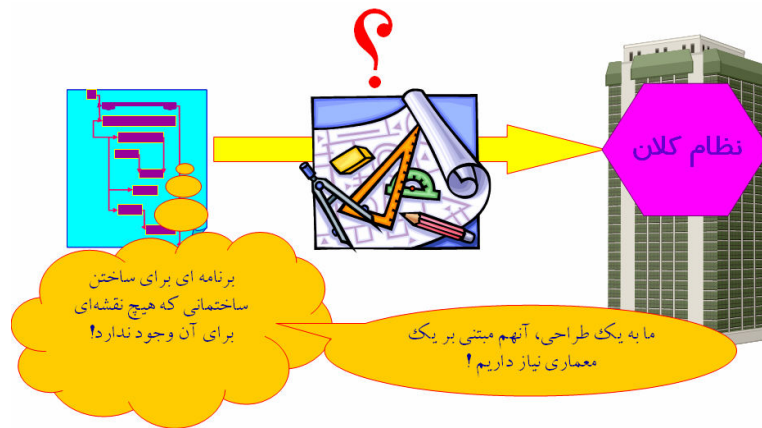 ؟
نظام کلان
برنامه ای برای ساختن
ساختمانی که هیچ نقشه‌ای
برای آن وجود ندارد!
ما به یک طراحی، آنهم مبتنی بر یک
معماری نیاز داریم !